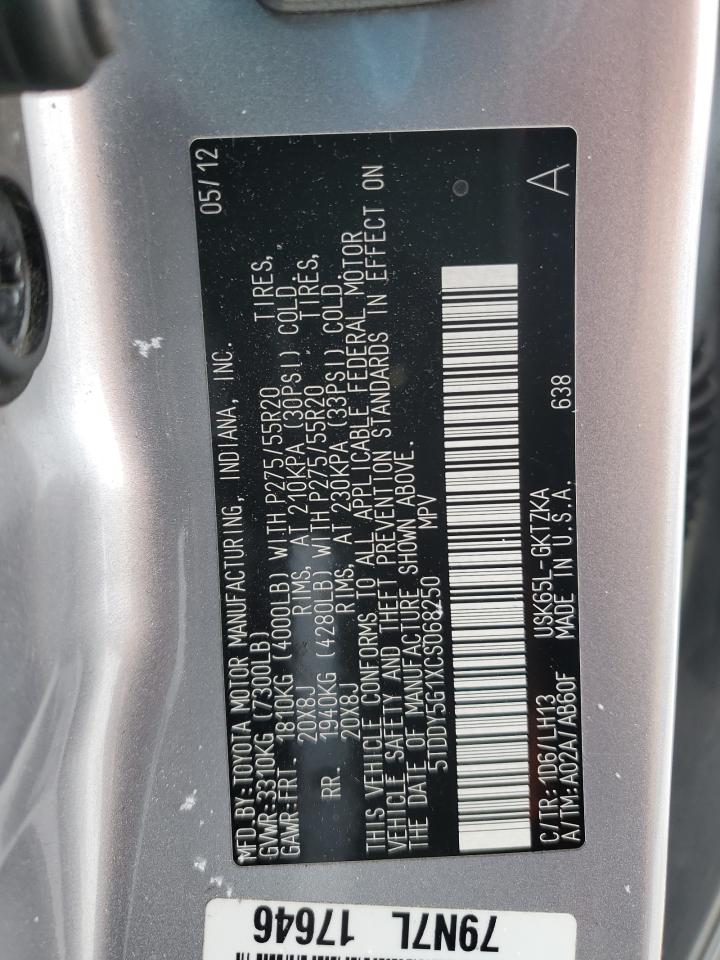 MFD. BY:TOYOTA MOTOR MANUFACTURING, INDIANA, INC. 05/12
GVWR:3310KG (7300LB)
GAWR:FRT. 1810KG (4000LB) WITH P275/55R20 TIRES,
20X8J RIMS, AT 210KPA (30PSI) COLD
RR. 1940KG (4280LB) WITH P275/55R20 TIRES,
20X8J RIMS, AT 230KPA (33PSI) COLD.
THIS VEHICLE CONFORMS TO ALL APPLICABLE FEDERAL MOTOR
VEHICLE SAFETY AND THEFT PREVENTION STANDARDS IN EFFECT ON
THE DATE OF MANUFACTURE SHOWN ABOVE.
5TDDY5G1XCS068250 MPV
C/TR:1D6/LH13 USK65L-GKTZKA 638 A
A/TM:A02A/AB60F MADE IN U.S.A.
79N7L
17646